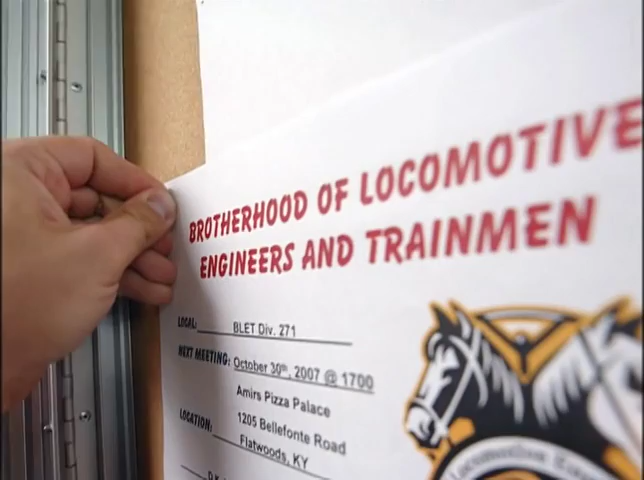 BROTHERHOOD OF LOCOMOTIVE
ENGINEERS AND TRAINMEN
LOCAL: BLET Div. 271
NEXT MEETING: October 30th, 2007 @ 1700
Amirs Pizza Palace
1205 Bellefonte Road
LOCATION: Flatwoods, KY
Locomotive